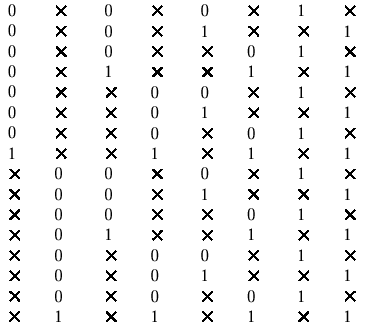 0 × 0 × 0 × 1 ×
0 × 0 × 1 × × 1
0 × 0 × × 0 1 ×
0 × 1 × × 1 × 1
0 × × 0 0 × 1 ×
0 × × 0 1 × × 1
0 × × 0 × 0 1 ×
1 × × 1 × 1 × 1
× 0 0 × 0 × 1 ×
× 0 0 × 1 × × 1
× 0 0 × × 0 1 ×
× 0 1 × × 1 × 1
× 0 × 0 0 × 1 ×
× 0 × 0 1 × × 1
× 0 × 0 × 0 1 ×
× 1 × 1 × 1 × 1